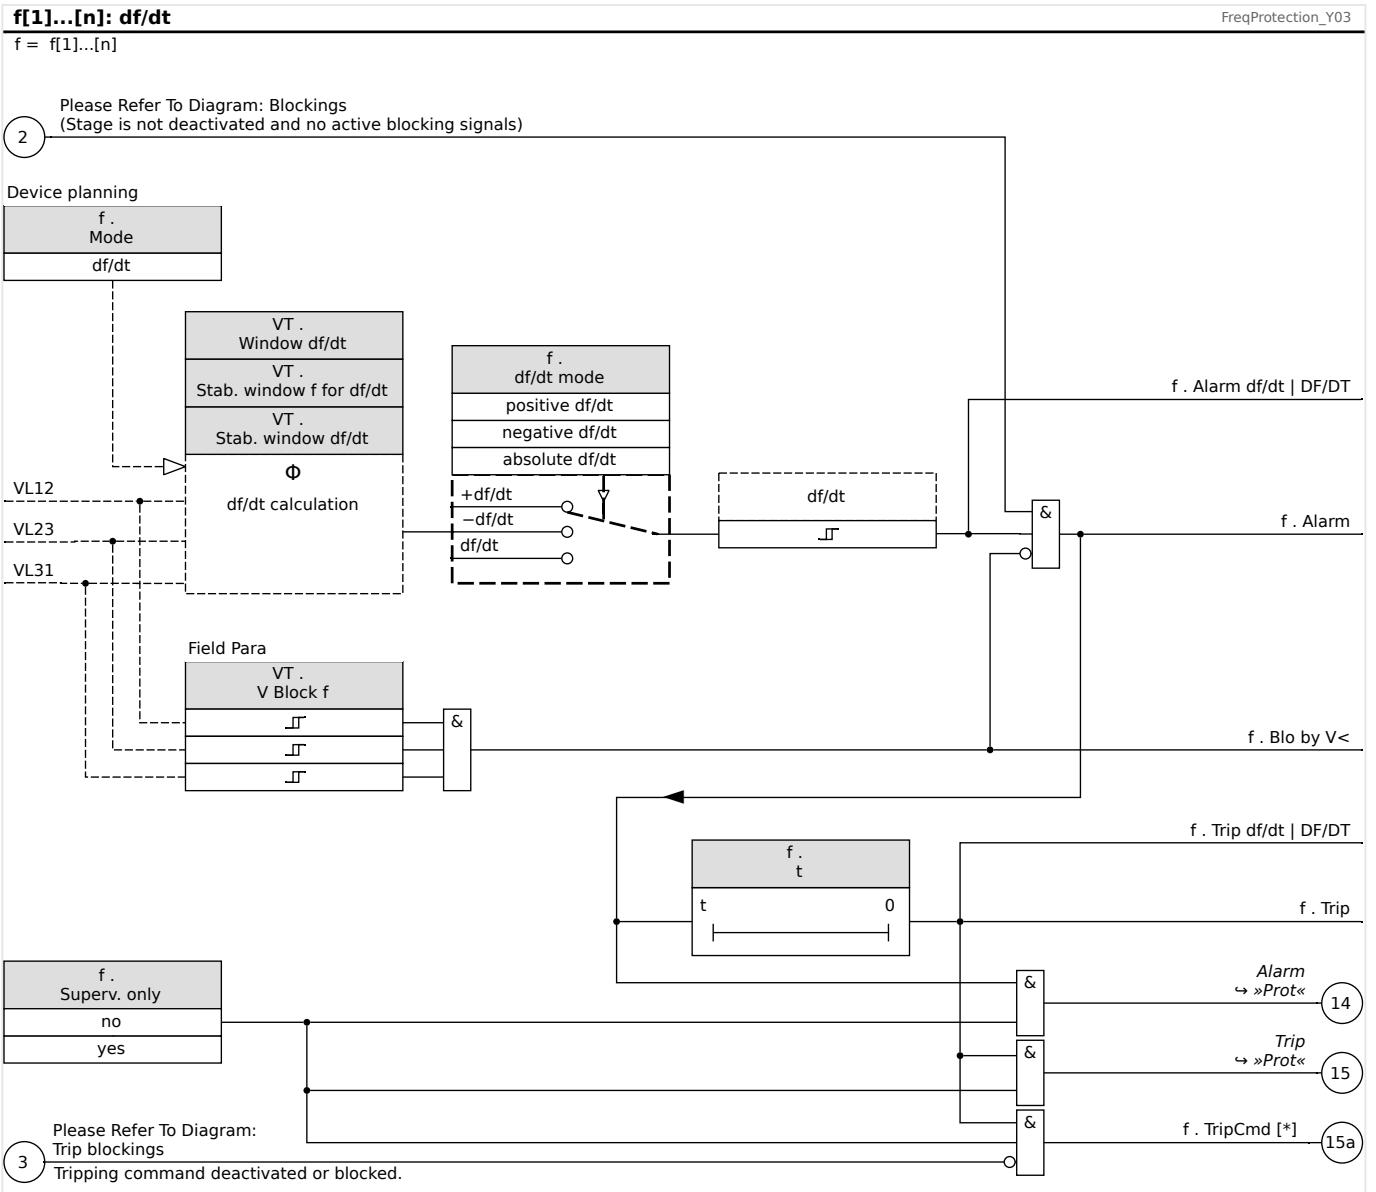 f[1]...[n]: df/dt
FreqProtection_Y03
f = f[1]...[n]
Please Refer To Diagram: Blockings
(Stage is not deactivated and no active blocking signals)
2
Device planning
f .
Mode
df/dt
VT .
Window df/dt
VT .
Stab. window f for df/dt
VT .
Stab. window df/dt
Φ
df/dt calculation
f .
df/dt mode
positive df/dt
negative df/dt
absolute df/dt
+df/dt
−df/dt
df/dt
df/dt
&
f . Alarm df/dt | DF/DT
f . Alarm
VL12
VL23
VL31
Field Para
VT .
V Block f
&
f . Blo by V<
f . Trip df/dt | DF/DT
f .
t
t 0
f . Trip
f .
Superv. only
no
yes
&
Alarm
↪ »Prot«
14
&
Trip
↪ »Prot«
15
&
f . TripCmd [*]
15a
Please Refer To Diagram:
Trip blockings
3
Tripping command deactivated or blocked.